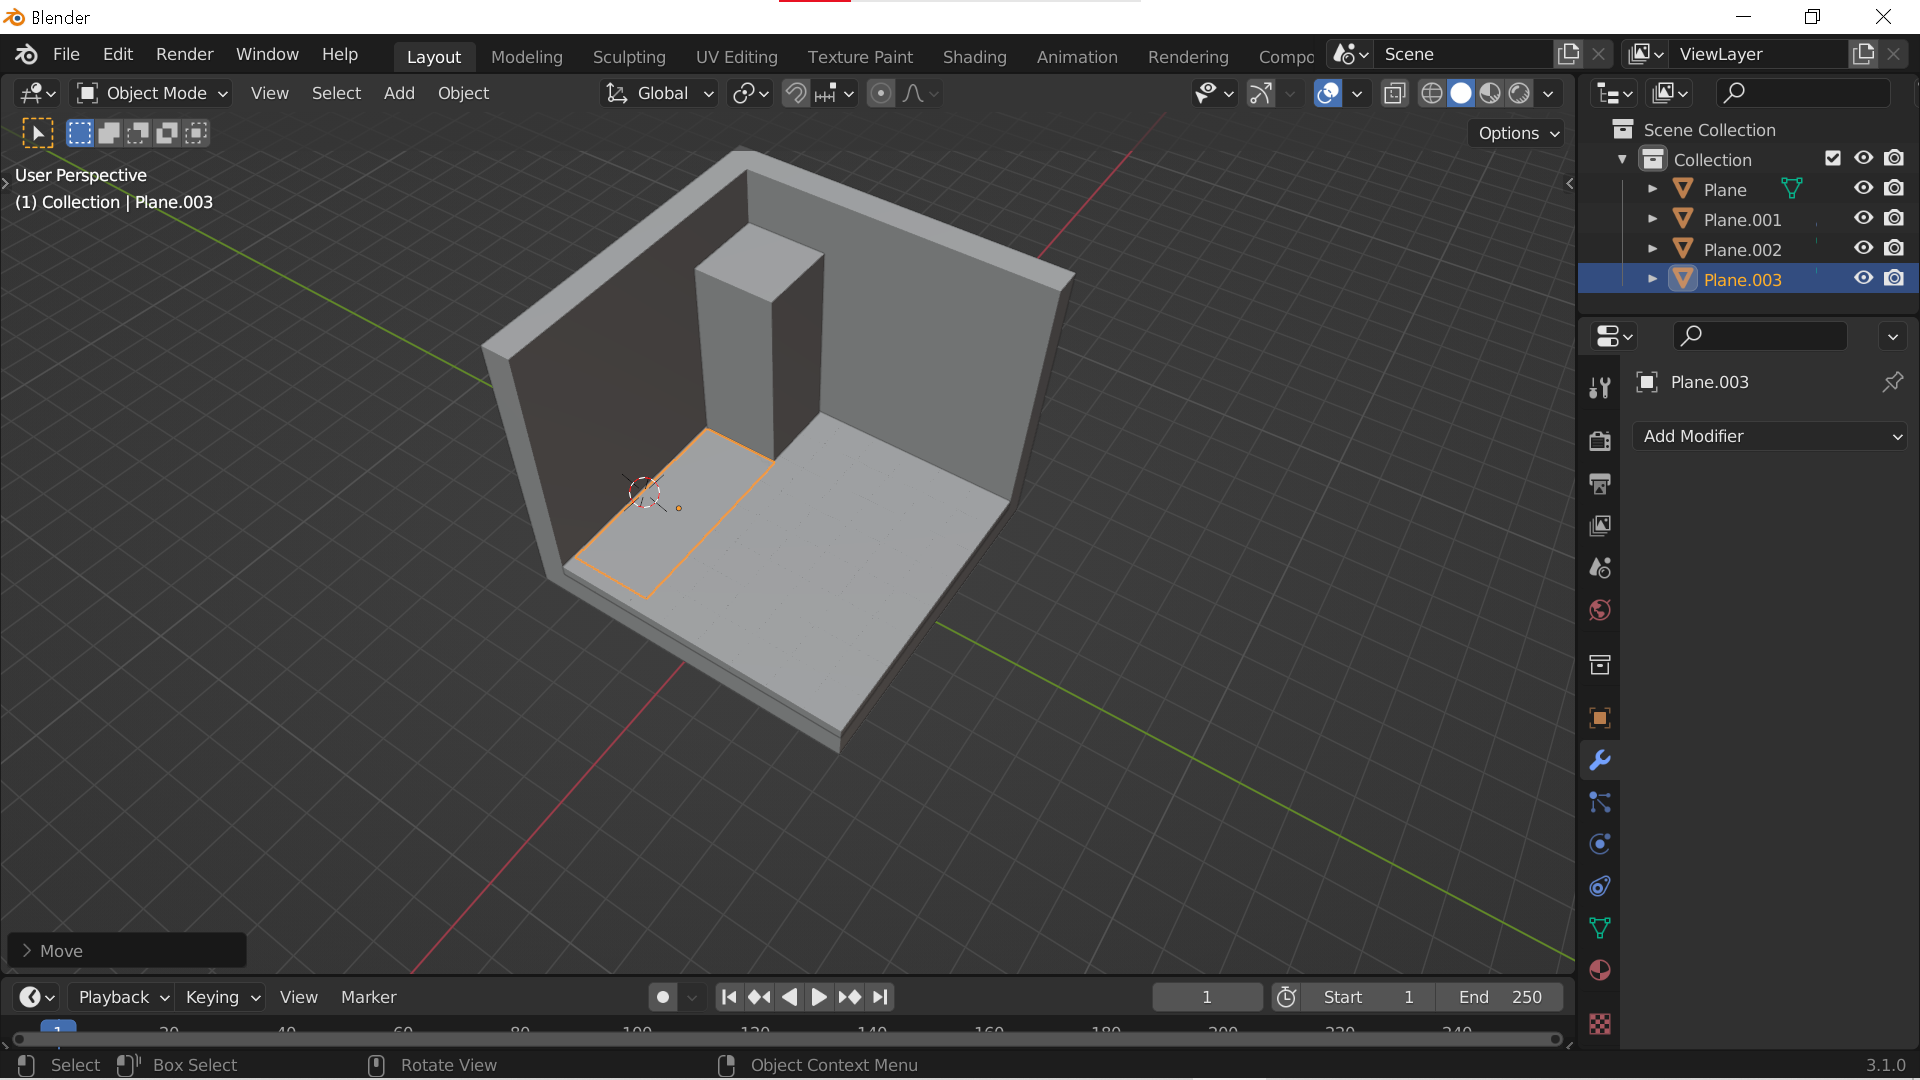 Blender
File Edit Render Window Help Layout Modeling Sculpting UV Editing Texture Paint Shading Animation Rendering Compo Scene ViewLayer
Object Mode View Select Add Object Global
Options
User Perspective
(1) Collection | Plane.003
Scene Collection
Collection
Plane
Plane.001
Plane.002
Plane.003
Plane.003
Add Modifier
Move
Playback Keying View Marker 1 Start 1 End 250
1 20 40 60 80 100 120 140 160 180 200 220 240
Select Box Select Rotate View Object Context Menu 3.1.0